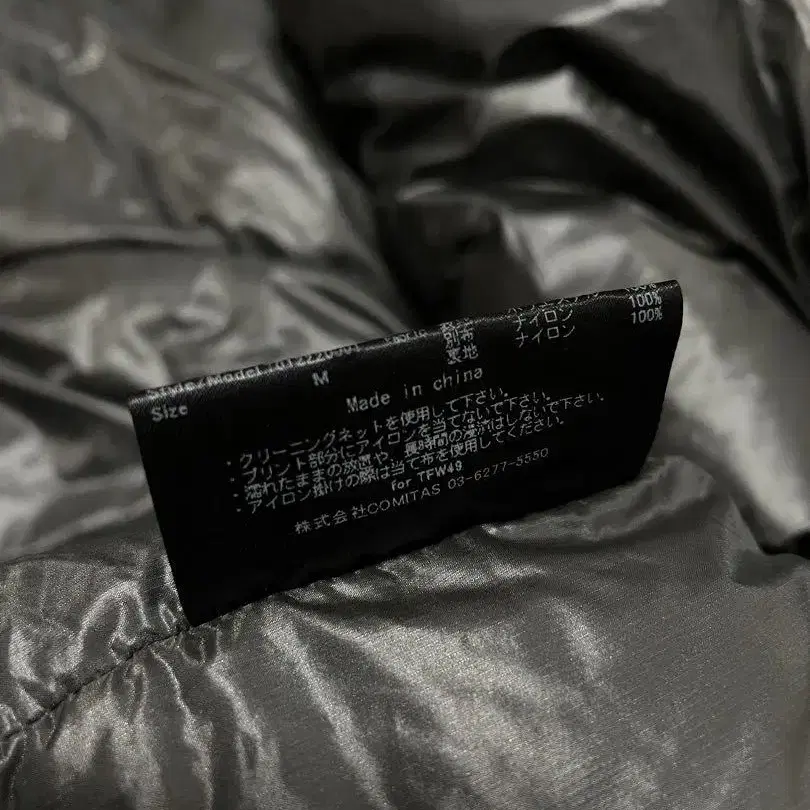 100%
別布 ナイロン 100%
裏地 ナイロン
Size M
Made in china
・クリーニングネットを使用して下さい。
・プリント部分にアイロンを当てないで下さい。
・濡れたままの放置や、長時間の浸漬はしないで下さい。
・アイロン掛けの際は当て布を使用してください。
for TFW49
株式会社COMITAS 03-6277-5550